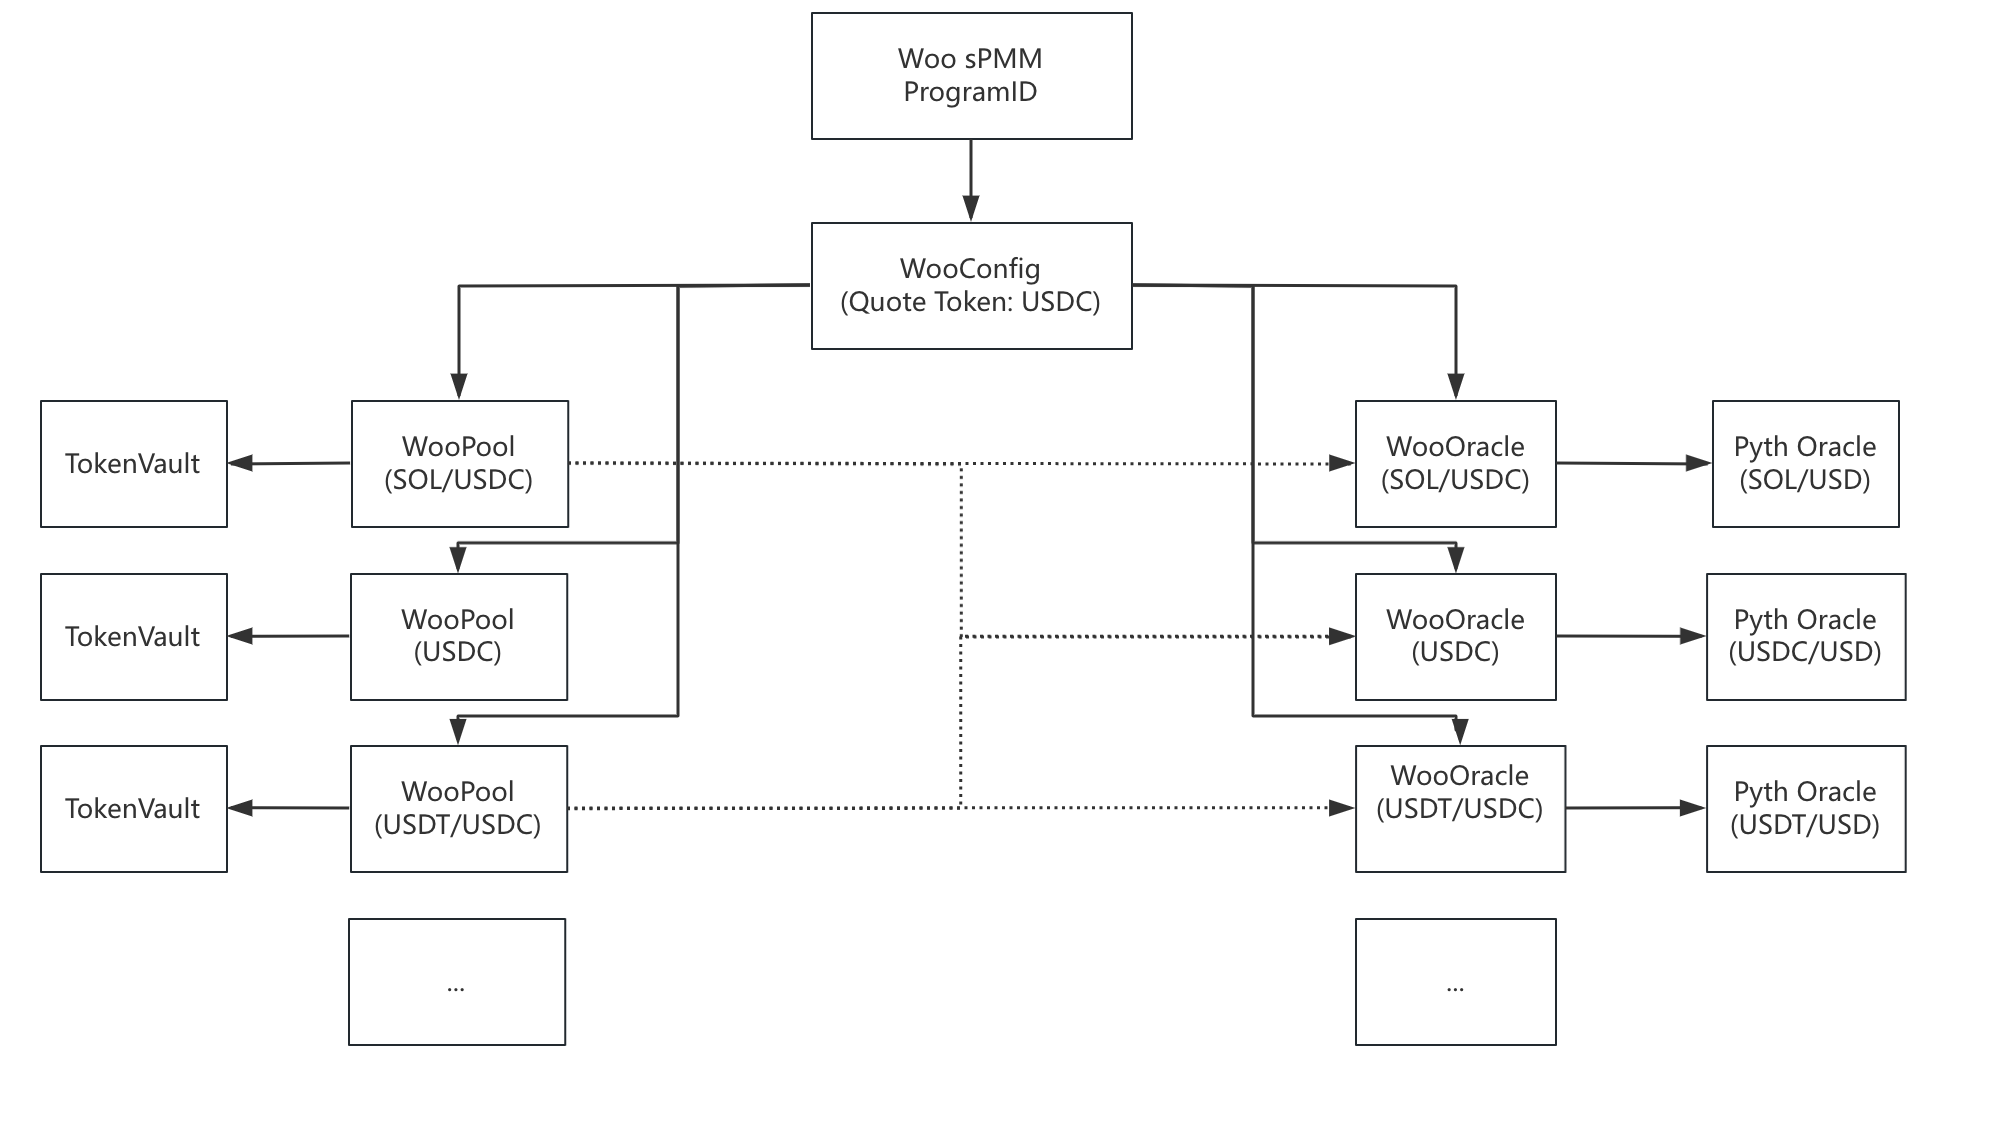 Woo sPMM
ProgramID
WooConfig
(Quote Token: USDC)
TokenVault
WooPool
(SOL/USDC)
WooOracle
(SOL/USDC)
Pyth Oracle
(SOL/USD)
TokenVault
WooPool
(USDC)
WooOracle
(USDC)
Pyth Oracle
(USDC/USD)
TokenVault
WooPool
(USDT/USDC)
WooOracle
(USDT/USDC)
Pyth Oracle
(USDT/USD)
...
...